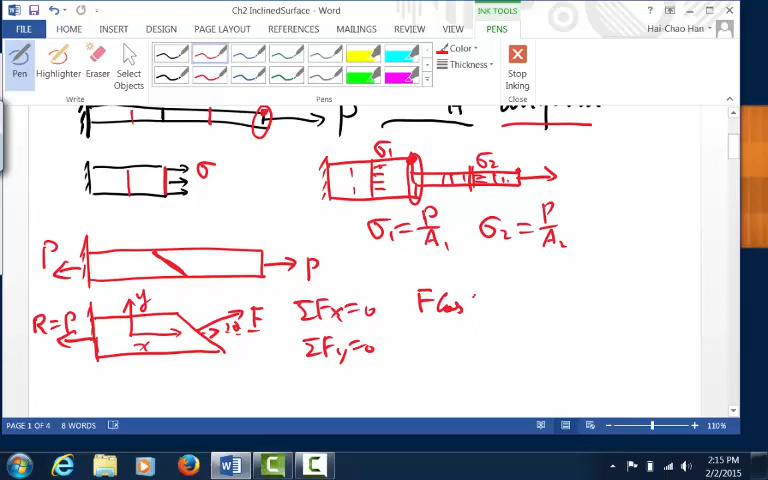 Ch2 InclinedSurface - Word
INK TOOLS
Hai-Chao Han
FILE HOME INSERT DESIGN PAGE LAYOUT REFERENCES MAILINGS REVIEW VIEW PENS
Pen Highlighter Eraser Select Objects
Color
Thickness
Stop Inking
Write Pens Close
P A
σ σ1 σ2
σ1=P/A1 σ2=P/A2
P P
y
R=P x F ΣFx=0 Fcos
ΣFy=0
PAGE 1 OF 4 8 WORDS 110%
2:15 PM
2/2/2015